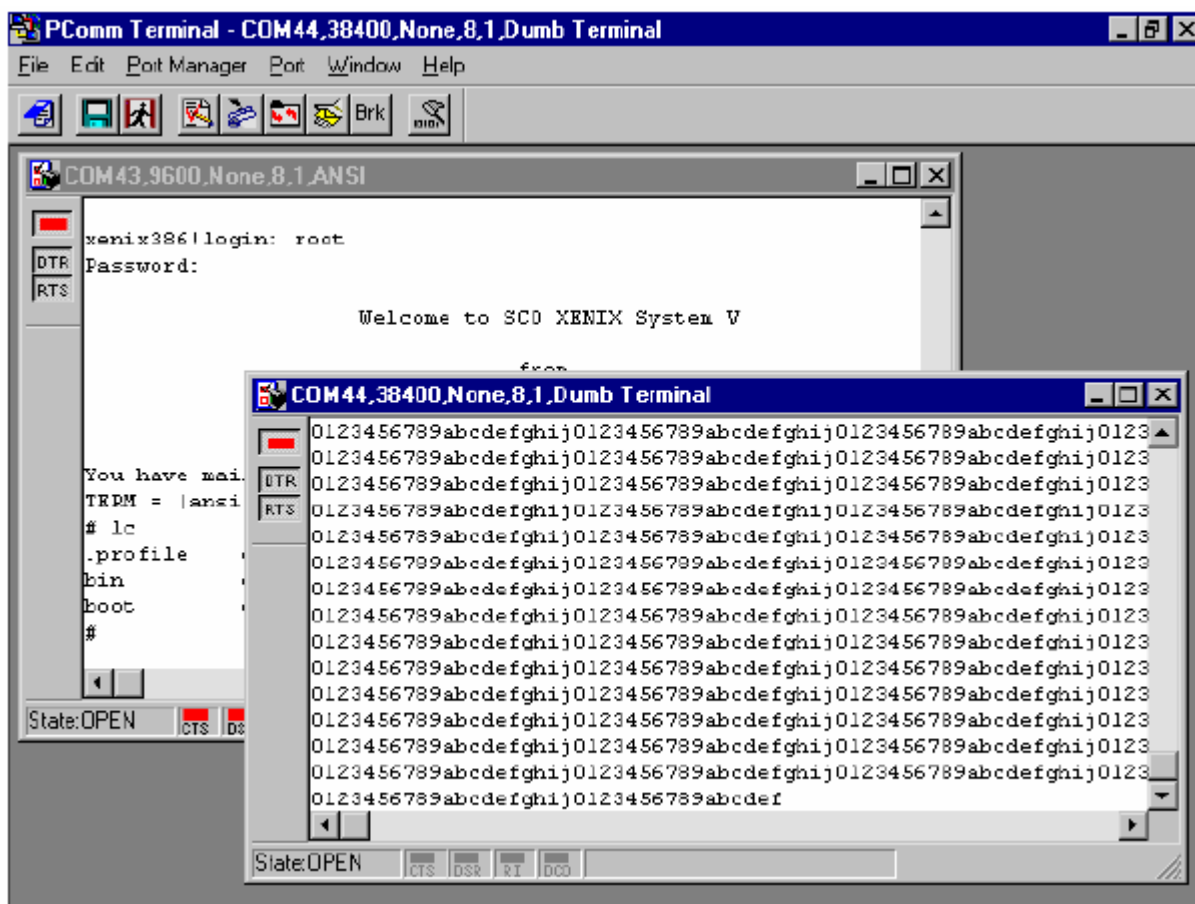 PComm Terminal - COM44,38400,None,8,1,Dumb Terminal
File Edit Port Manager Port Window Help
Brk
COM43,9600,None,8,1,ANSI
DTR
RTS
xenix386!login: root
Password:
Welcome to SCO XENIX System V
from
You have mai
TERM = |ansi
# lc
.profile
bin
boot
#
State:OPEN CTS DS
COM44,38400,None,8,1,Dumb Terminal
DTR
RTS
0123456789abcdefghij0123456789abcdefghij0123456789abcdefghij0123
0123456789abcdefghij0123456789abcdefghij0123456789abcdefghij0123
0123456789abcdefghij0123456789abcdefghij0123456789abcdefghij0123
0123456789abcdefghij0123456789abcdefghij0123456789abcdefghij0123
0123456789abcdefghij0123456789abcdefghij0123456789abcdefghij0123
0123456789abcdefghij0123456789abcdefghij0123456789abcdefghij0123
0123456789abcdefghij0123456789abcdefghij0123456789abcdefghij0123
0123456789abcdefghij0123456789abcdefghij0123456789abcdefghij0123
0123456789abcdefghij0123456789abcdefghij0123456789abcdefghij0123
0123456789abcdefghij0123456789abcdefghij0123456789abcdefghij0123
0123456789abcdefghij0123456789abcdefghij0123456789abcdefghij0123
0123456789abcdefghij0123456789abcdefghij0123456789abcdefghij0123
0123456789abcdefghij0123456789abcdefghij0123456789abcdefghij0123
0123456789abcdefghij0123456789abcdefghij0123456789abcdefghij0123
0123456789abcdefghij0123456789abcdef
State:OPEN CTS DSR RI DCD